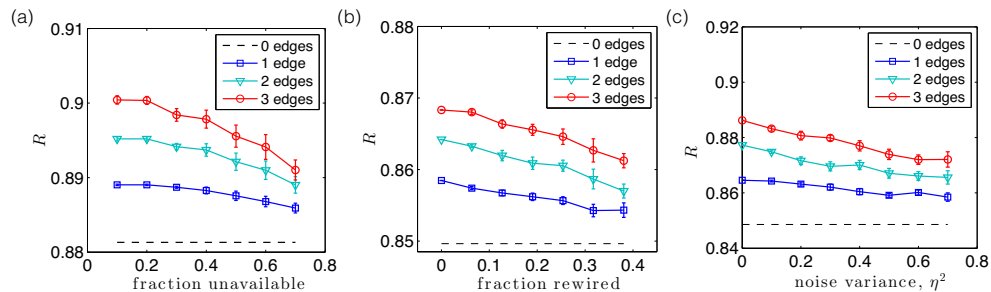 (a)
0.91
0.9
0.89
0.88
R
0 edges
1 edge
2 edges
3 edges
0 0.2 0.4 0.6 0.8
fraction unavailable
(b)
0.88
0.87
0.86
0.85
R
0 edges
1 edge
2 edges
3 edges
0 0.1 0.2 0.3 0.4
fraction rewired
(c)
0.92
0.9
0.88
0.86
0.84
R
0 edges
1 edges
2 edges
3 edges
0 0.2 0.4 0.6 0.8
noise variance, η²